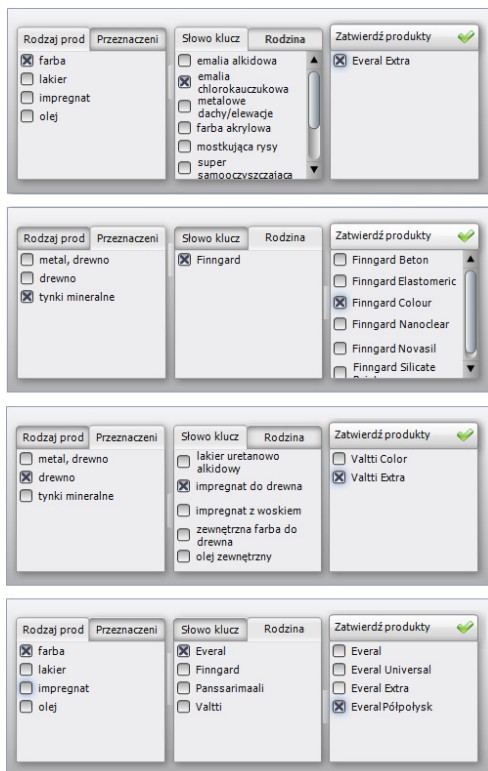 Rodzaj prod Przeznaczeni
farba
lakier
impregnat
olej
Słowo klucz Rodzina
emalia alkidowa
emalia
chlorokauczukowa
metalowe
dachy/elewacje
farba akrylowa
mostkująca rysy
super
samooczyszczająca
Zatwierdź produkty
Everal Extra
Rodzaj prod Przeznaczeni
metal, drewno
drewno
tynki mineralne
Słowo klucz Rodzina
Finngard
Zatwierdź produkty
Finngard Beton
Finngard Elastomeric
Finngard Colour
Finngard Nanoclear
Finngard Novasil
Finngard Silicate
Rodzaj prod Przeznaczeni
metal, drewno
drewno
tynki mineralne
Słowo klucz Rodzina
lakier uretanowo
alkidowy
impregnat do drewna
impregnat z woskiem
zewnętrzna farba do
drewna
olej zewnętrzny
Zatwierdź produkty
Valtti Color
Valtti Extra
Rodzaj prod Przeznaczeni
farba
lakier
impregnat
olej
Słowo klucz Rodzina
Everal
Finngard
Panssarimaali
Valtti
Zatwierdź produkty
Everal
Everal Universal
Everal Extra
Everal Półpołysk